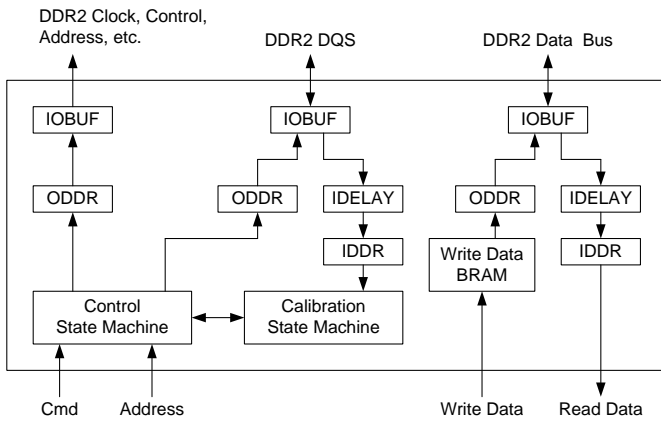 DDR2 Clock, Control,
Address, etc.
DDR2 DQS
DDR2 Data Bus
IOBUF
IOBUF
IOBUF
ODDR
ODDR
IDELAY
ODDR
IDELAY
IDDR
IDDR
Write Data
BRAM
Control
State Machine
Calibration
State Machine
Cmd
Address
Write Data
Read Data